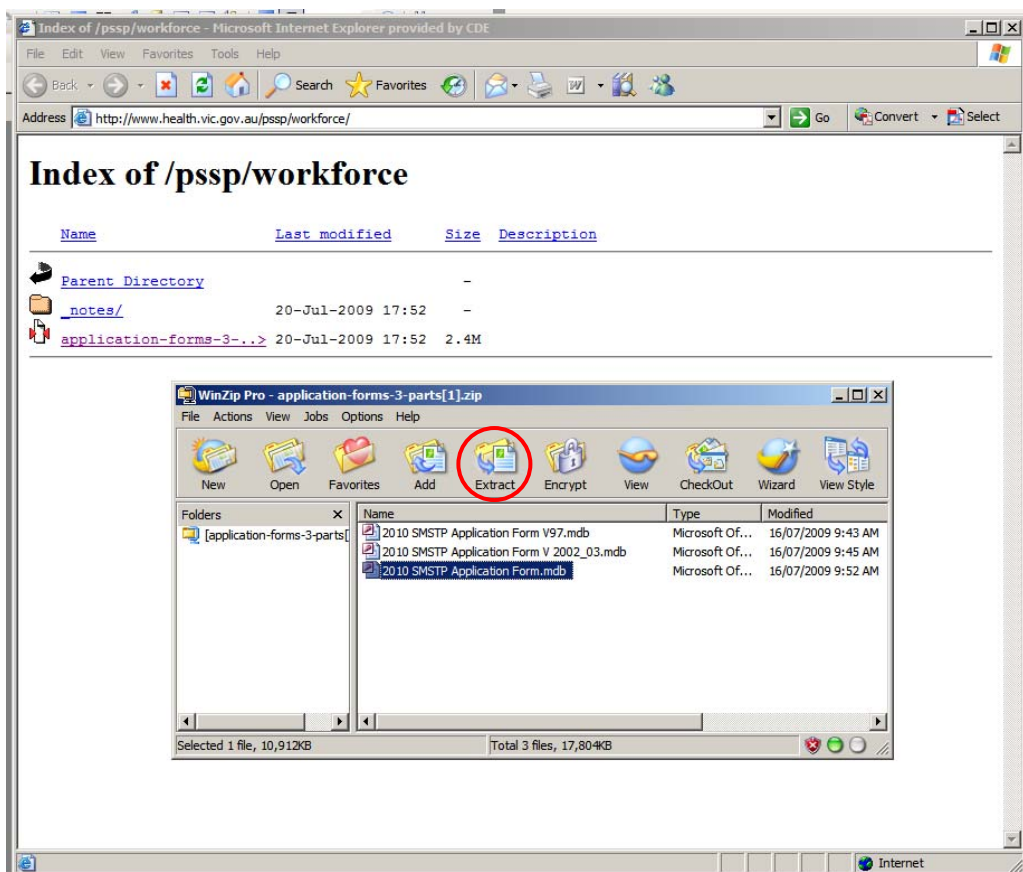 Index of /pssp/workforce - Microsoft Internet Explorer provided by CDE
File Edit View Favorites Tools Help
Back Search Favorites
Address http://www.health.vic.gov.au/pssp/workforce/ Go Convert Select
Index of /pssp/workforce
Name Last modified Size Description
Parent Directory -
_notes/ 20-Jul-2009 17:52 -
application-forms-3-..> 20-Jul-2009 17:52 2.4M
WinZip Pro - application-forms-3-parts[1].zip
File Actions View Jobs Options Help
New Open Favorites Add Extract Encrypt View CheckOut Wizard View Style
Folders X Name Type Modified
[application-forms-3-parts[ 2010 SMSTP Application Form V97.mdb Microsoft Of... 16/07/2009 9:43 AM
2010 SMSTP Application Form V 2002_03.mdb Microsoft Of... 16/07/2009 9:45 AM
2010 SMSTP Application Form.mdb Microsoft Of... 16/07/2009 9:52 AM
Selected 1 file, 10,912KB Total 3 files, 17,804KB
Internet